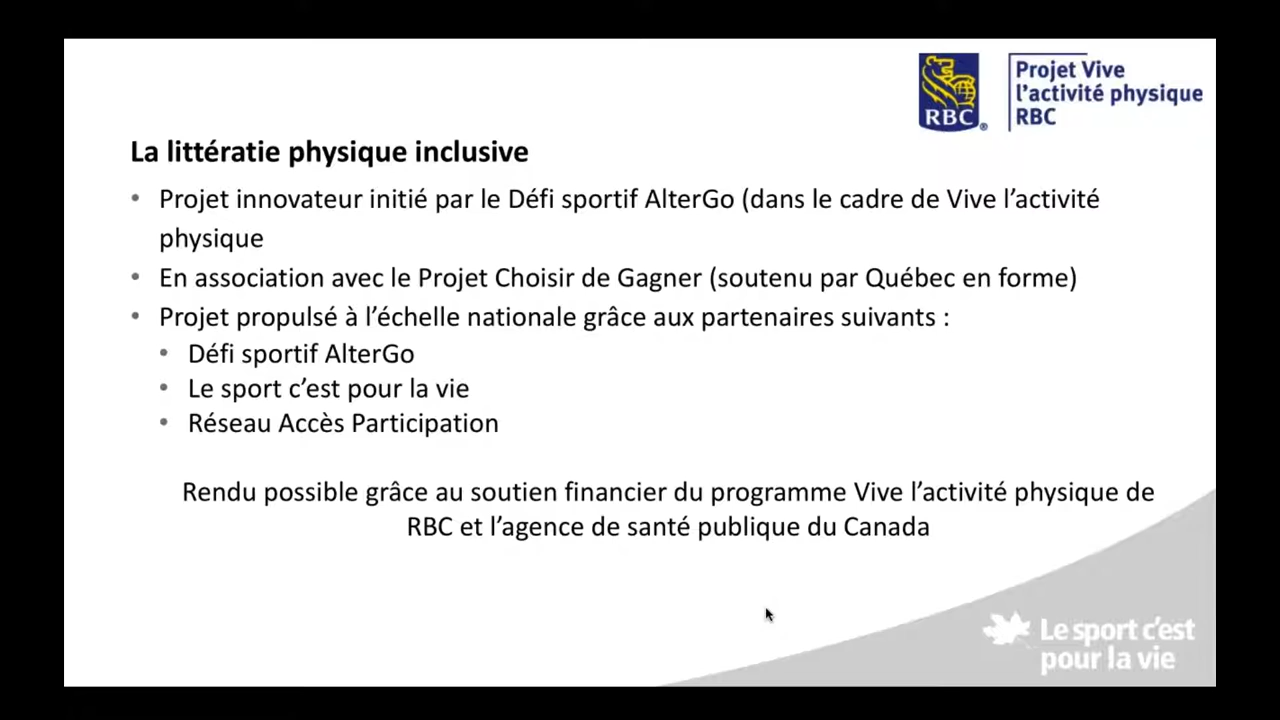 RBC®
Projet Vive
l’activité physique
RBC
La littératie physique inclusive
• Projet innovateur initié par le Défi sportif AlterGo (dans le cadre de Vive l’activité
physique
• En association avec le Projet Choisir de Gagner (soutenu par Québec en forme)
• Projet propulsé à l’échelle nationale grâce aux partenaires suivants :
• Défi sportif AlterGo
• Le sport c’est pour la vie
• Réseau Accès Participation
Rendu possible grâce au soutien financier du programme Vive l’activité physique de
RBC et l’agence de santé publique du Canada
Le sport c’est
pour la vie